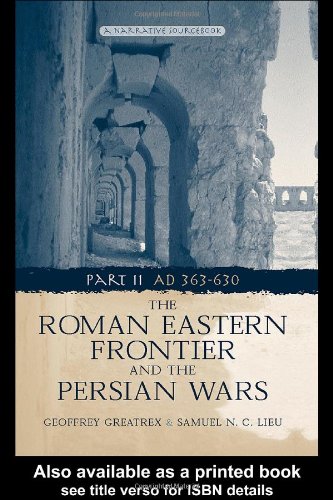 A NARRATIVE SOURCEBOOK
PART II AD 363-630
THE
ROMAN EASTERN
FRONTIER
AND THE
PERSIAN WARS
GEOFFREY GREATREX & SAMUEL N. C. LIEU
Also available as a printed book
see title verso for ISBN details